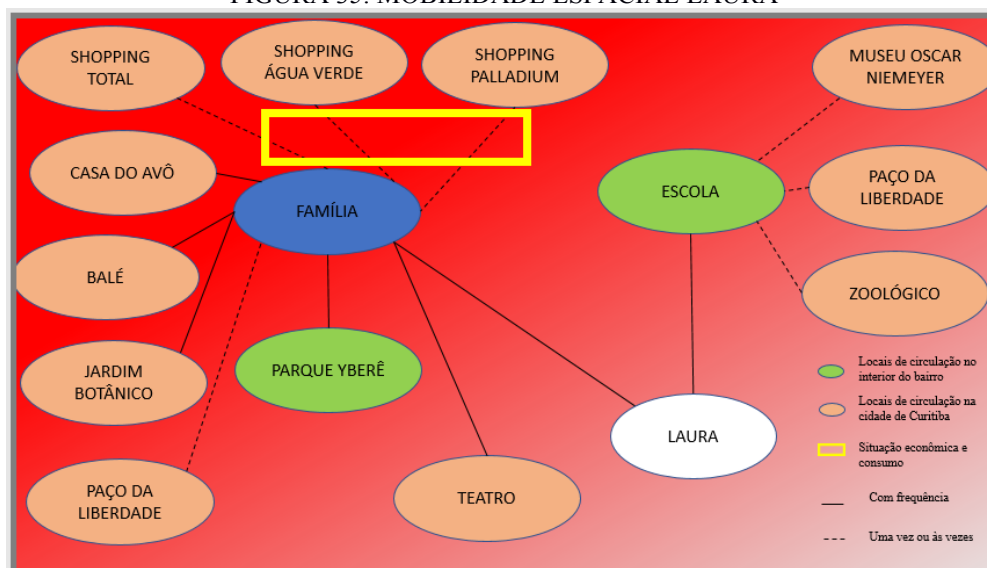 FIGURA 35: MOBILIDADE ESPACIAL LAURA
SHOPPING
TOTAL
SHOPPING
ÁGUA VERDE
SHOPPING
PALLADIUM
MUSEU OSCAR
NIEMEYER
CASA DO AVÔ
FAMÍLIA
ESCOLA
PAÇO DA
LIBERDADE
BALÉ
ZOOLÓGICO
JARDIM
BOTÂNICO
PARQUE YBERÊ
LAURA
PAÇO DA
LIBERDADE
TEATRO
Locais de circulação no
interior do bairro
Locais de circulação na
cidade de Curitiba
Situação econômica e
consumo
Com frequência
Uma vez ou às vezes